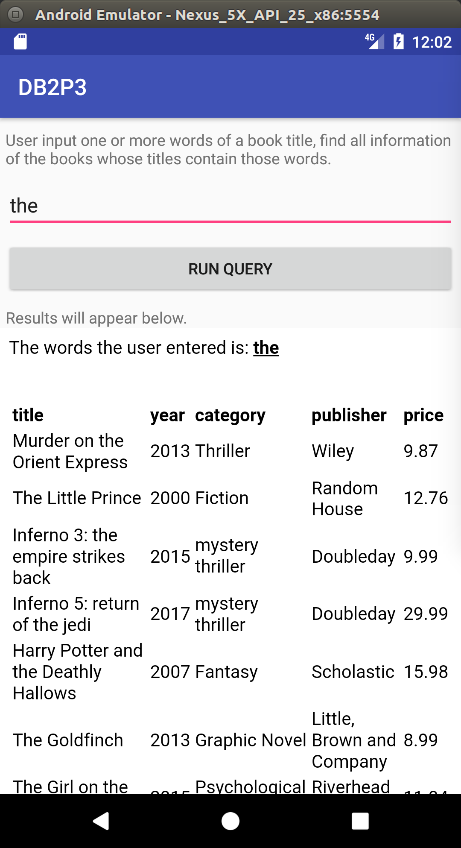 Android Emulator - Nexus_5X_API_25_x86:5554
4G 12:02
DB2P3
User input one or more words of a book title, find all information
of the books whose titles contain those words.
the
RUN QUERY
Results will appear below.
The words the user entered is: the
title year category publisher price
Murder on the
Orient Express 2013 Thriller Wiley 9.87
The Little Prince 2000 Fiction Random
House 12.76
Inferno 3: the
empire strikes
back 2015 mystery
thriller Doubleday 9.99
Inferno 5: return
of the jedi 2017 mystery
thriller Doubleday 29.99
Harry Potter and
the Deathly
Hallows 2007 Fantasy Scholastic 15.98
The Goldfinch 2013 Graphic Novel Little,
Brown and
Company 8.99
The Girl on the Psychological Riverhead